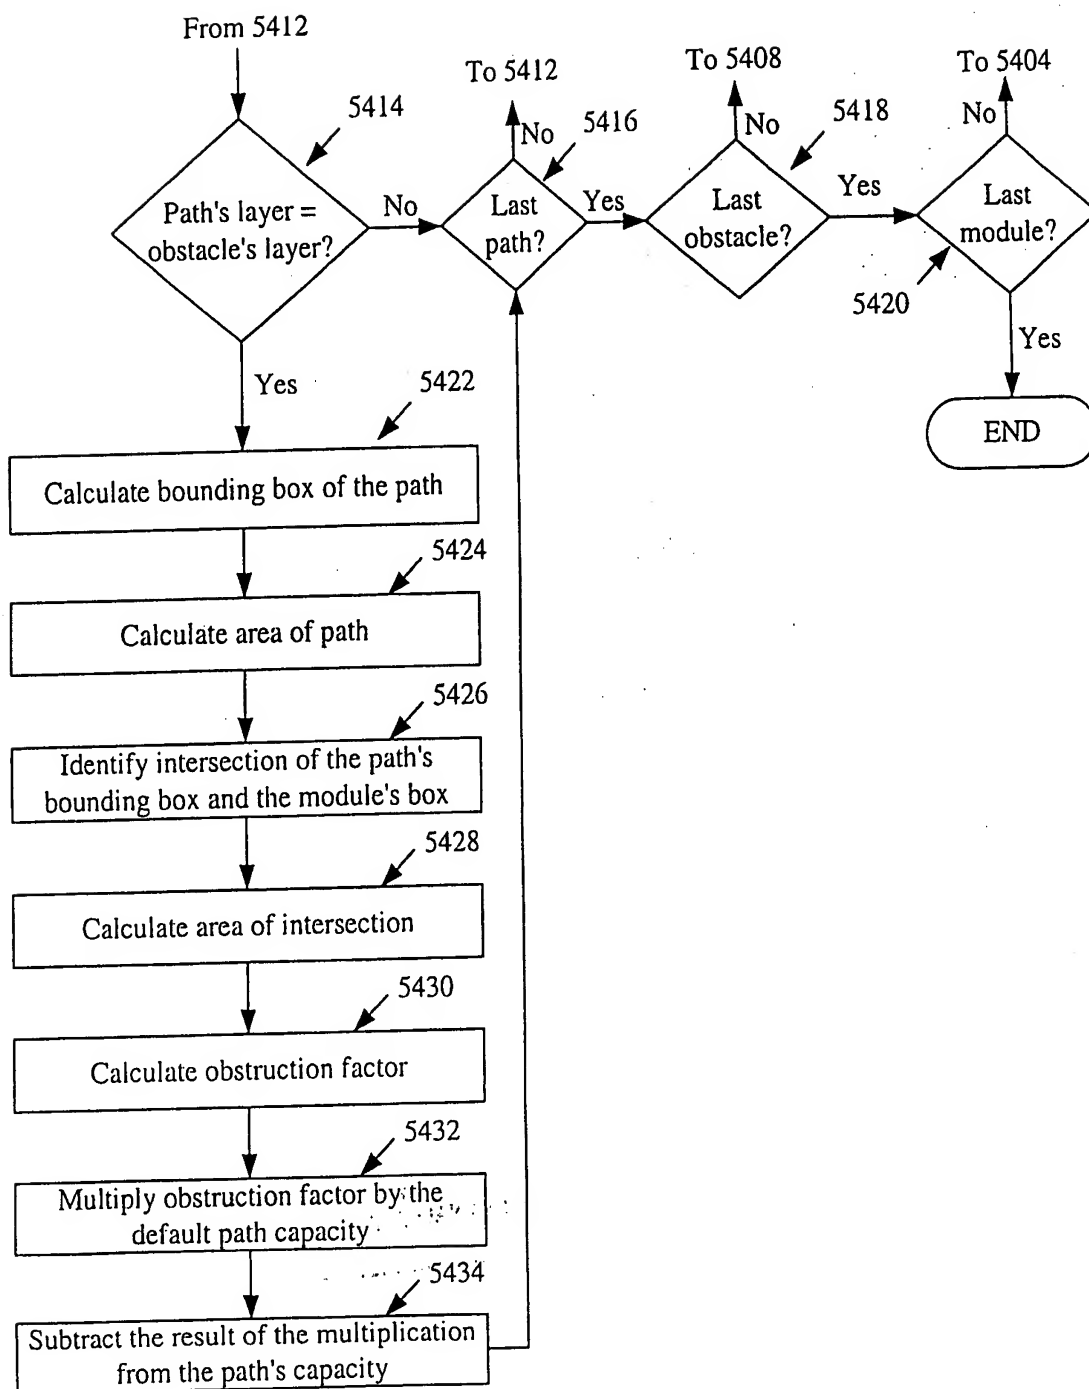 From 5412
To 5412
To 5408
To 5404
5414
No
5416
No
5418
No
Path's layer =
obstacle's layer?
No
Last
path?
Yes
Last
obstacle?
Yes
Last
module?
5420
Yes
END
Yes
5422
Calculate bounding box of the path
5424
Calculate area of path
5426
Identify intersection of the path's
bounding box and the module's box
5428
Calculate area of intersection
5430
Calculate obstruction factor
5432
Multiply obstruction factor by the
default path capacity
5434
Subtract the result of the multiplication
from the path's capacity